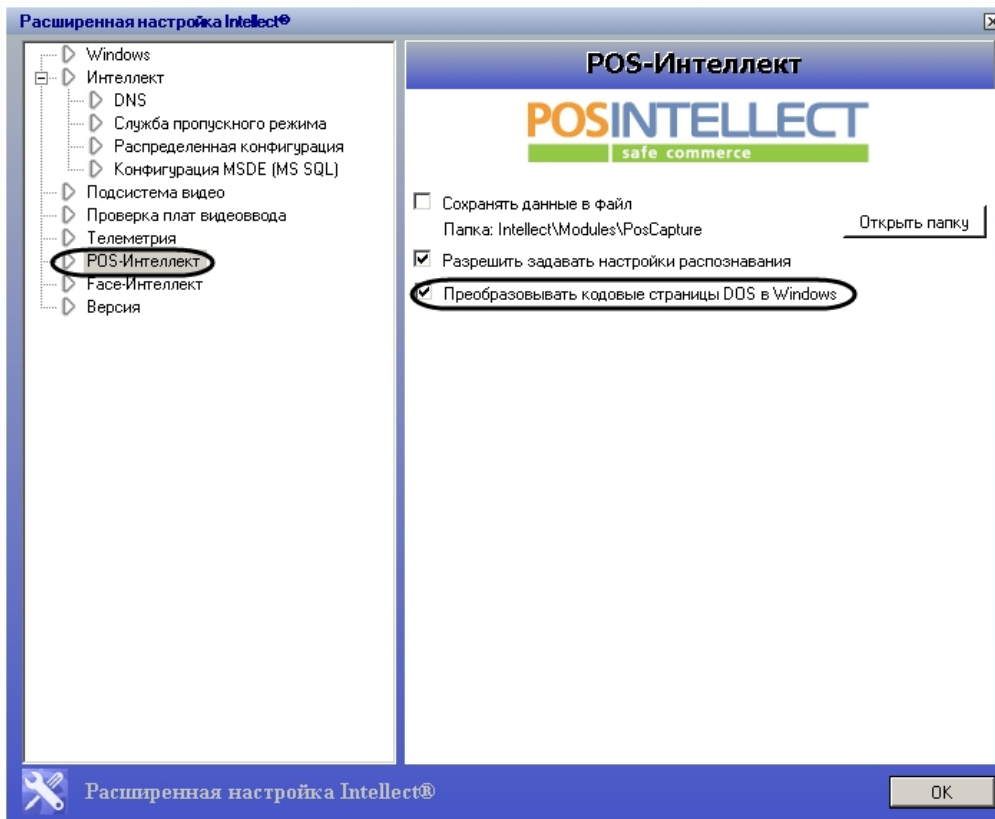 Расширенная настройка Intellect®
Windows
Интеллект
DNS
Служба пропускного режима
Распределенная конфигурация
Конфигурация MSDE (MS SQL)
Подсистема видео
Проверка плат видеоввода
Телеметрия
POS-Интеллект
Face-Интеллект
Версия
POS-Интеллект
POSINTELLECT
safe commerce
Сохранять данные в файл
Папка: Intellect\Modules\PosCapture
Открыть папку
Разрешить задавать настройки распознавания
Преобразовывать кодовые страницы DOS в Windows
Расширенная настройка Intellect®
OK